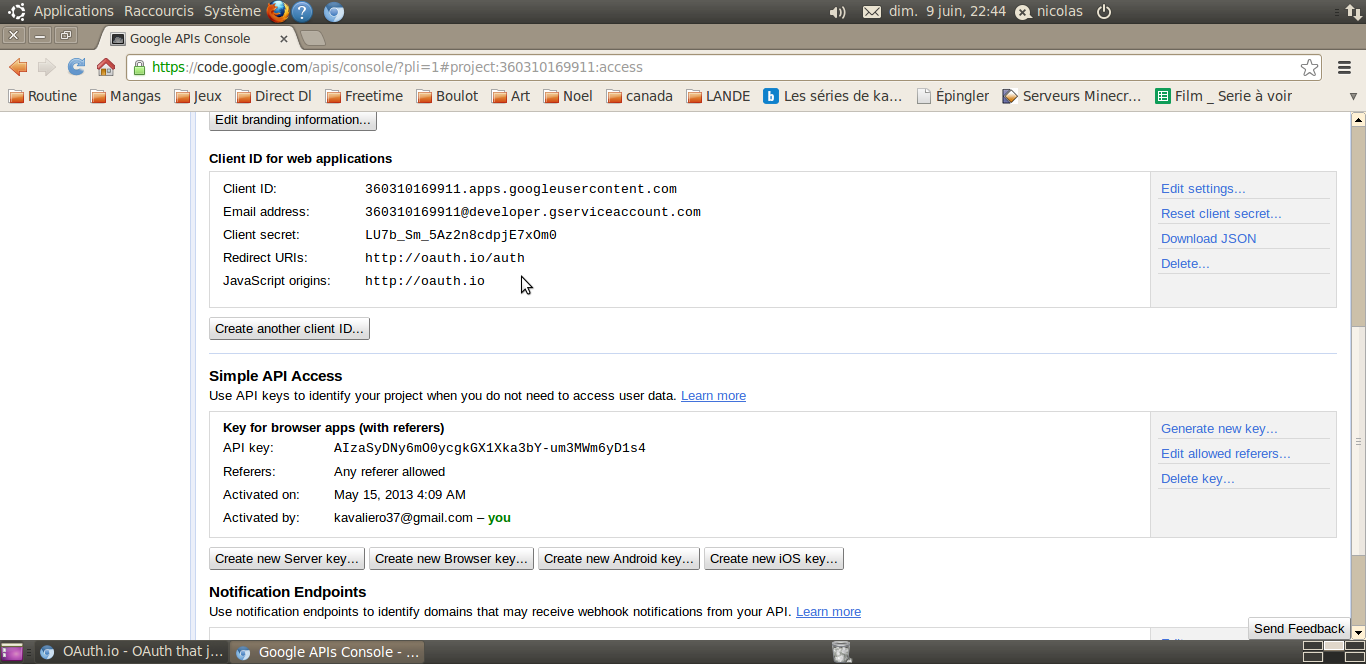 Applications Raccourcis Système dim. 9 juin, 22:44 nicolas
Google APIs Console
https://code.google.com/apis/console/?pli=1#project:360310169911:access
Routine Mangas Jeux Direct Dl Freetime Boulot Art Noel canada LANDE Les séries de ka... Épingler Serveurs Minecr... Film _ Serie à voir
Edit branding information...
Client ID for web applications
Client ID: 360310169911.apps.googleusercontent.com Edit settings...
Email address: 360310169911@developer.gserviceaccount.com Reset client secret...
Client secret: LU7b_Sm_5Az2n8cdpjE7xOm0 Download JSON
Redirect URIs: http://oauth.io/auth Delete...
JavaScript origins: http://oauth.io
Create another client ID...
Simple API Access
Use API keys to identify your project when you do not need to access user data. Learn more
Key for browser apps (with referers) Generate new key...
API key: AIzaSyDNy6mO0ycgkGX1Xka3bY-um3MWm6yD1s4 Edit allowed referers...
Referers: Any referer allowed Delete key...
Activated on: May 15, 2013 4:09 AM
Activated by: kavaliero37@gmail.com – you
Create new Server key... Create new Browser key... Create new Android key... Create new iOS key...
Notification Endpoints
Use notification endpoints to identify domains that may receive webhook notifications from your API. Learn more
Send Feedback
OAuth.io - OAuth that j... Google APIs Console - ...